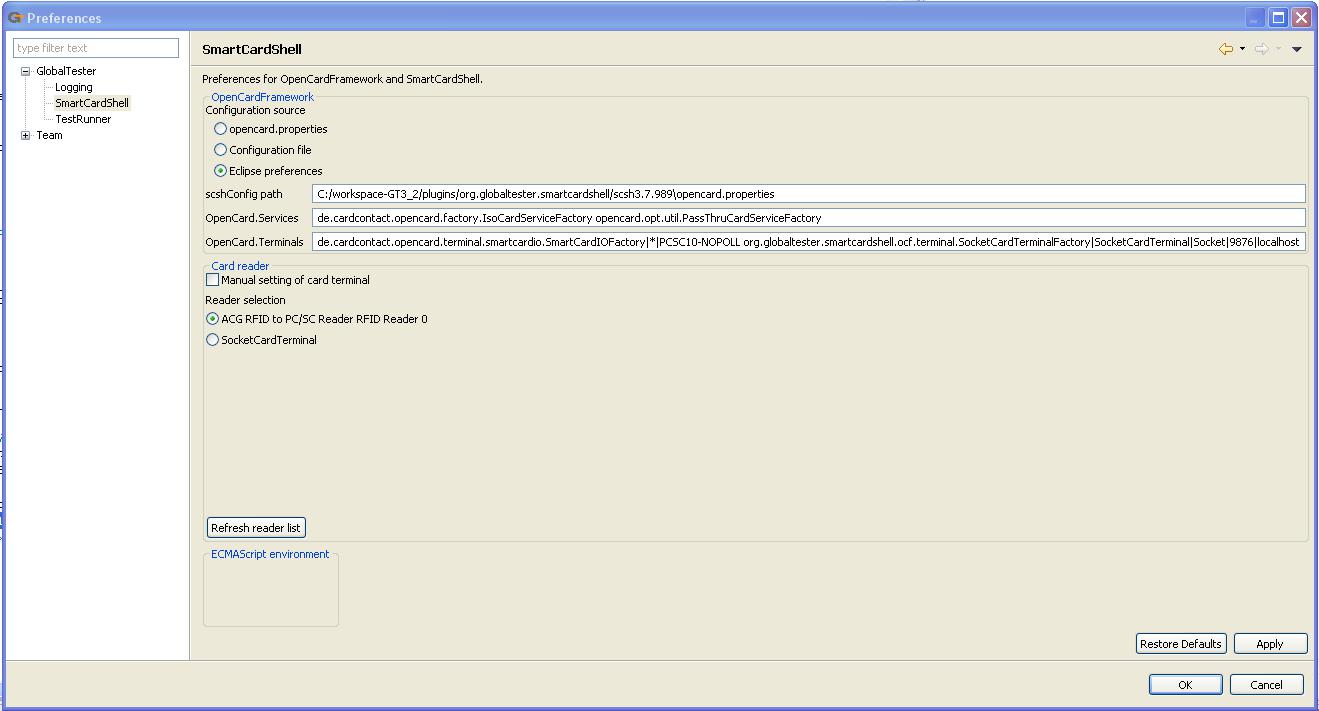 Preferences
type filter text
GlobalTester
Logging
SmartCardShell
TestRunner
Team
SmartCardShell
Preferences for OpenCardFramework and SmartCardShell.
OpenCardFramework
Configuration source
opencard.properties
Configuration file
Eclipse preferences
scshConfig path C:/workspace-GT3_2/plugins/org.globaltester.smartcardshell/scsh3.7.989\opencard.properties
OpenCard.Services de.cardcontact.opencard.factory.IsoCardServiceFactory opencard.opt.util.PassThruCardServiceFactory
OpenCard.Terminals de.cardcontact.opencard.terminal.smartcardio.SmartCardIOFactory|*|PCSC10-NOPOLL org.globaltester.smartcardshell.ocf.terminal.SocketCardTerminalFactory|SocketCardTerminal|Socket|9876|localhost
Card reader
Manual setting of card terminal
Reader selection
ACG RFID to PC/SC Reader RFID Reader 0
SocketCardTerminal
Refresh reader list
ECMAScript environment
Restore Defaults Apply
OK Cancel